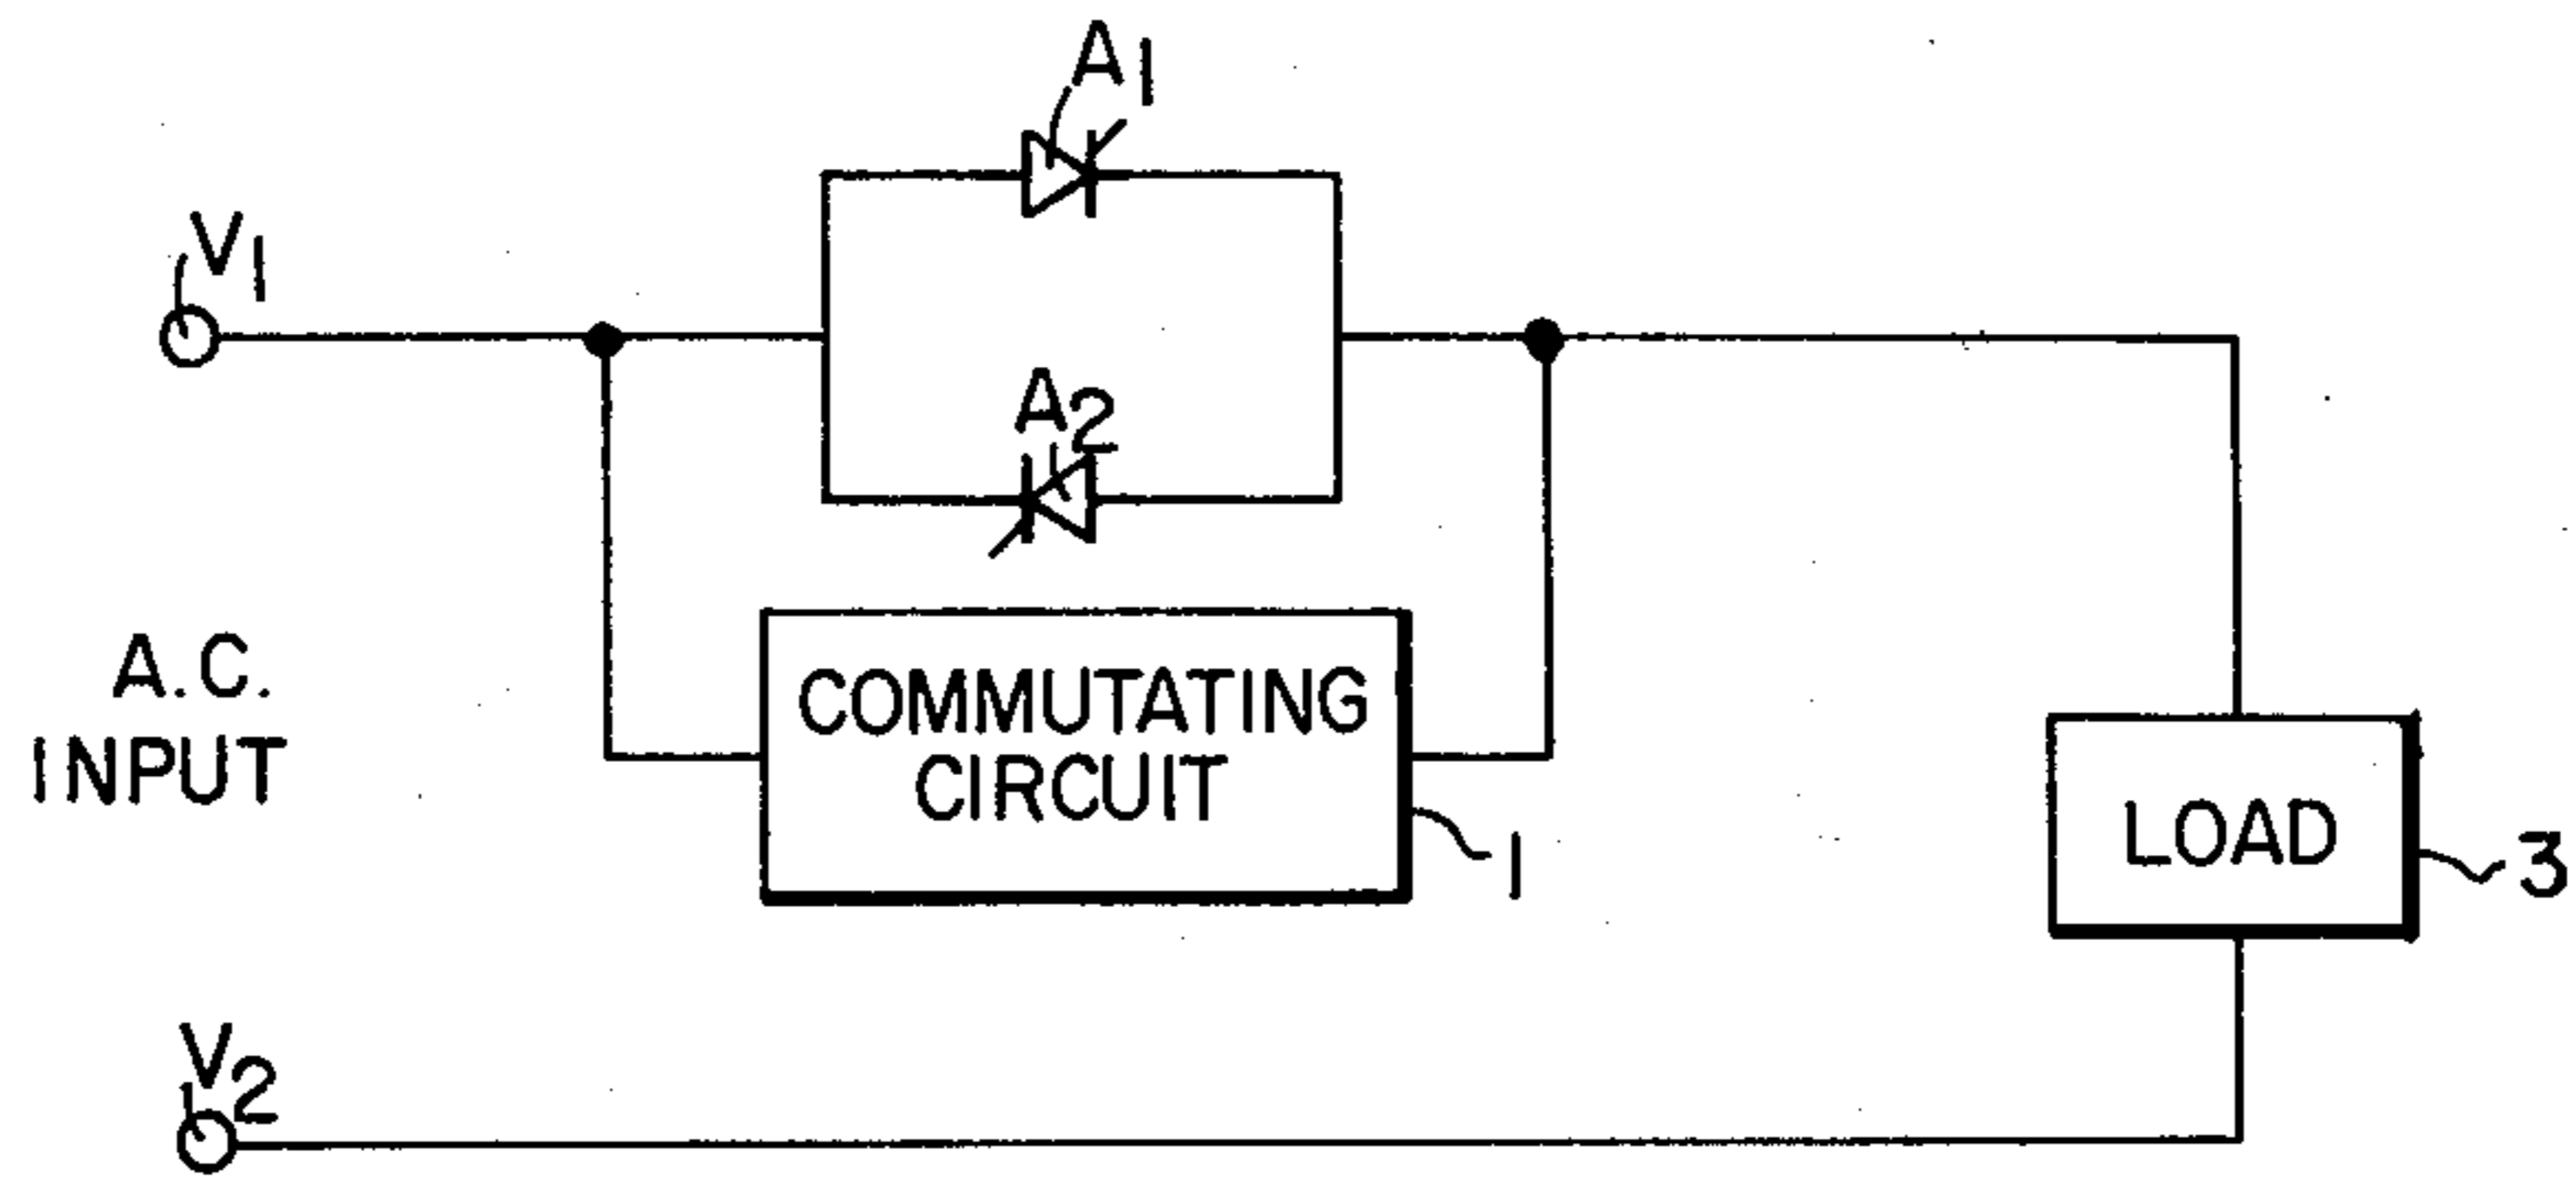 A1
V1
A2
A.C.
INPUT
COMMUTATING
CIRCUIT
1
LOAD
3
V2